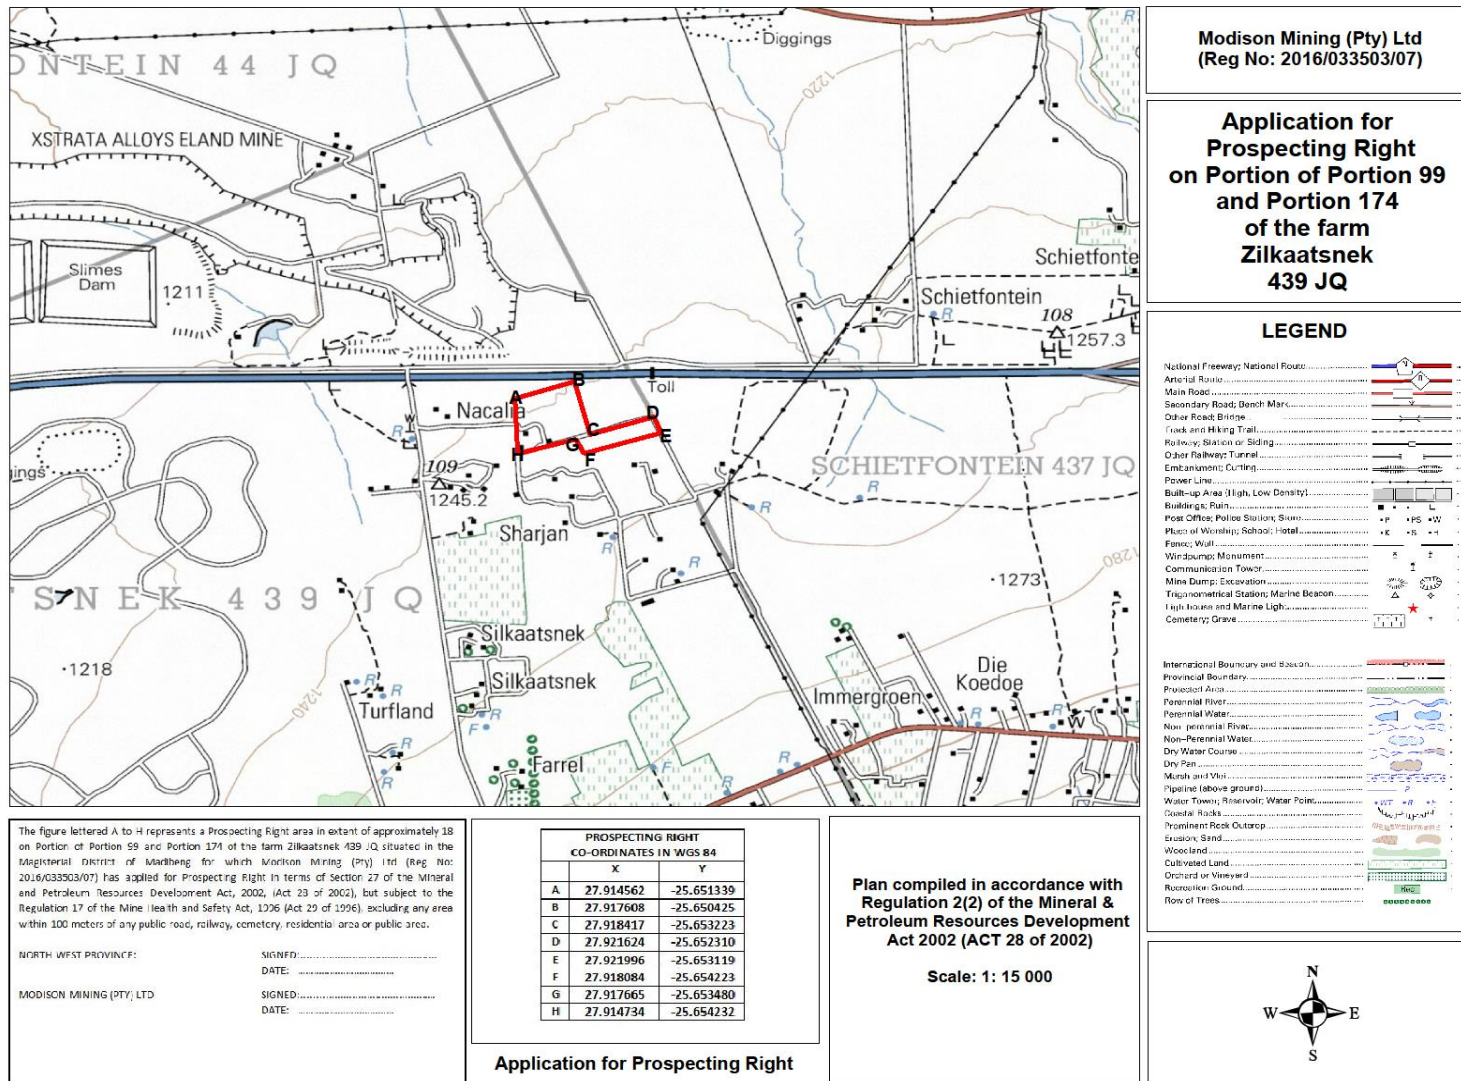 ONTEIN 44 JQ
Diggings
1220
R
XSTRATA ALLOYS ELAND MINE
Slimes
Dam
1211
Schietfonte
Schietfontein
R
108
1257.3
Toll
A
B
C
D
E
F
G
H
Nacalia
W
R
ings
109
1245.2
SCHIETFONTEIN 437 JQ
R
R
Sharjan
R
R
1280
1273
TSNEK 439 JQ
1218
1240
Silkaatsnek
Silkaatsnek
R
F
R
R
Turfland
R
R
Farrel
F
R
R
Immergroen
Die
Koedoe
R
R
W
Modison Mining (Pty) Ltd
(Reg No: 2016/033503/07)
Application for
Prospecting Right
on Portion of Portion 99
and Portion 174
of the farm
Zilkaatsnek
439 JQ
LEGEND
National Freeway; National Route
Arterial Route
Main Road
Secondary Road; Bench Mark
Other Road; Bridge
Track and Hiking Trail
Railway; Station or Siding
Other Railway; Tunnel
Embankment; Cutting
Power Line
Built-up Area (High, Low Density)
Buildings; Ruin
Post Office; Police Station; Store
Place of Worship; School; Hotel
Fence; Wall
Windpump; Monument
Communication Tower
Mine Dump; Excavation
Trigonometrical Station; Marine Beacon
Lighthouse and Marine Light
Cemetery; Grave
International Boundary and Beacon
Provincial Boundary
Protected Area
Perennial River
Perennial Water
Non-perennial River
Non-Perennial Water
Dry Water Course
Dry Pan
Marsh and Vlei
Pipeline (above ground)
Water Tower; Reservoir; Water Point
Coastal Rocks
Prominent Rock Outcrop
Erosion; Sand
Woodland
Cultivated Land
Orchard or Vineyard
Recreation Ground
Row of Trees
The figure lettered A to H represents a Prospecting Right area in extent of approximately 18
on Portion of Portion 99 and Portion 174 of the farm Zilkaatsnek 439 JQ situated in the
Magisterial District of Madibeng for which Modison Mining (Pty) Ltd (Reg No:
2016/033503/07) has applied for Prospecting Right in terms of Section 27 of the Mineral
and Petroleum Resources Development Act, 2002, (Act 28 of 2002), but subject to the
Regulation 17 of the Mine Health and Safety Act, 1996 (Act 29 of 1996), excluding any area
within 100 meters of any public road, railway, cemetery, residential area or public area.
NORTH WEST PROVINCE: SIGNED:
DATE:
MODISON MINING (PTY) LTD SIGNED:
DATE:
PROSPECTING RIGHT
CO-ORDINATES IN WGS 84
X Y
A 27.914562 -25.651339
B 27.917608 -25.650425
C 27.918417 -25.653223
D 27.921624 -25.652310
E 27.921996 -25.653119
F 27.918084 -25.654223
G 27.917665 -25.653480
H 27.914734 -25.654232
Application for Prospecting Right
Plan compiled in accordance with
Regulation 2(2) of the Mineral &
Petroleum Resources Development
Act 2002 (ACT 28 of 2002)
Scale: 1: 15 000
N
W E
S